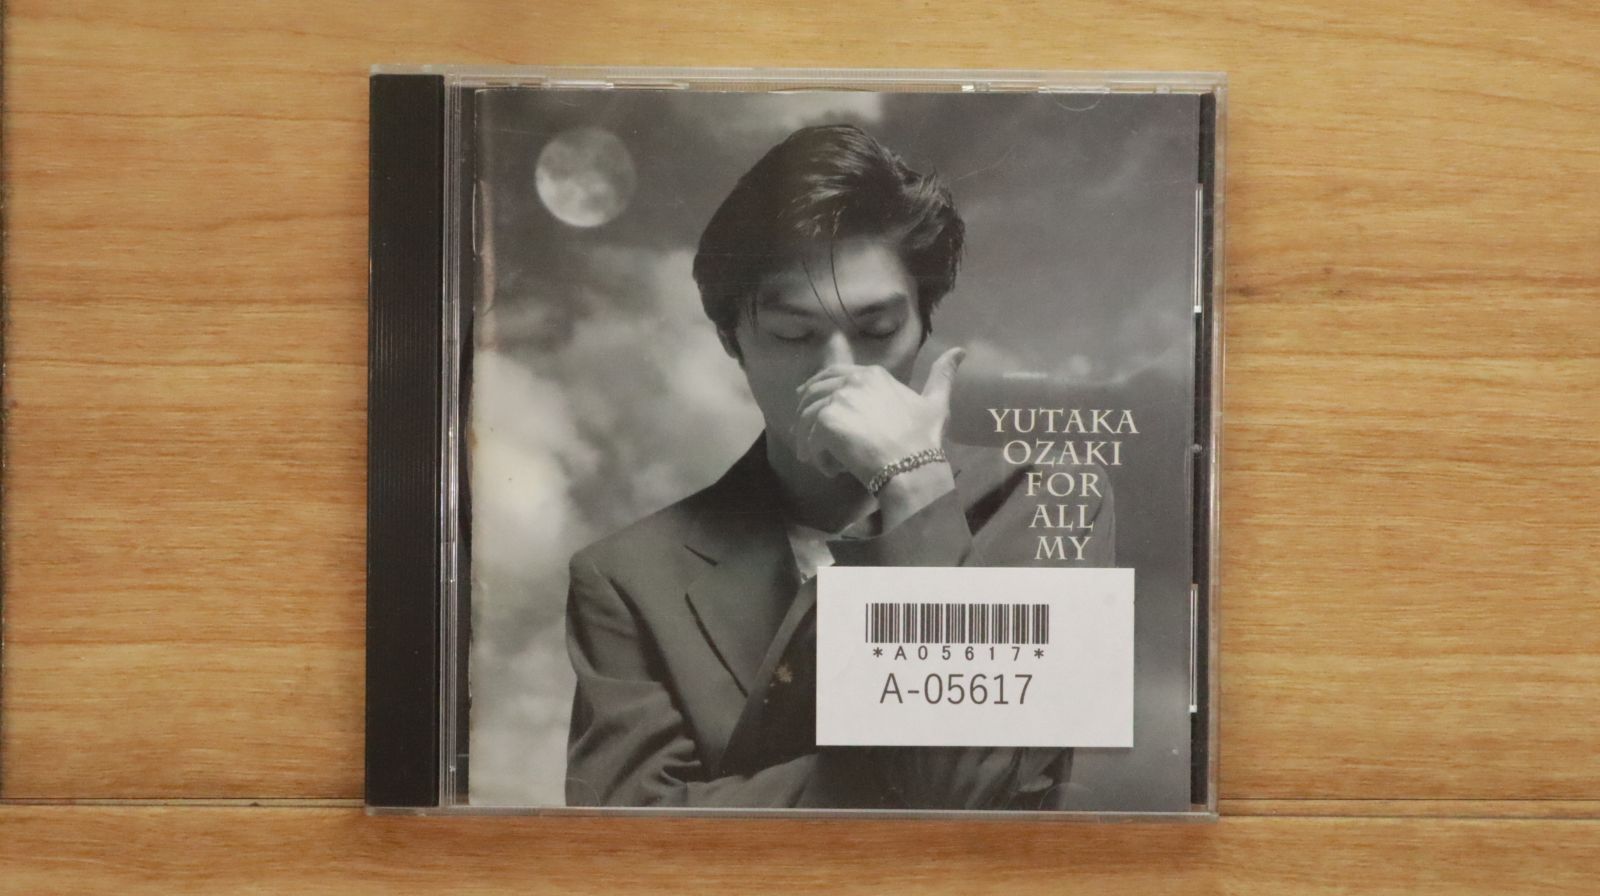 YUTAKA
OZAKI
FOR
ALL
MY
*A05617*
A-05617